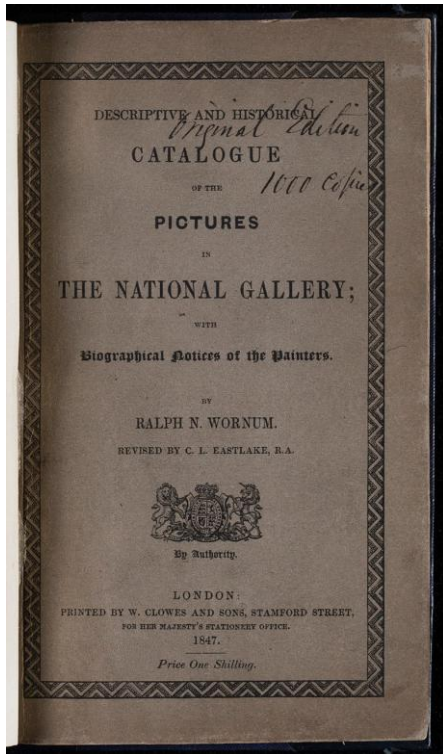 DESCRIPTIVE AND HISTORICAL
Original Edition
CATALOGUE
1000 Copies
OF THE
PICTURES
IN
THE NATIONAL GALLERY;
WITH
Biographical Notices of the Painters.
BY
RALPH N. WORNUM.
REVISED BY C. L. EASTLAKE, R.A.
By Authority.
LONDON:
PRINTED BY W. CLOWES AND SONS, STAMFORD STREET,
FOR HER MAJESTY'S STATIONERY OFFICE.
1847.
Price One Shilling.